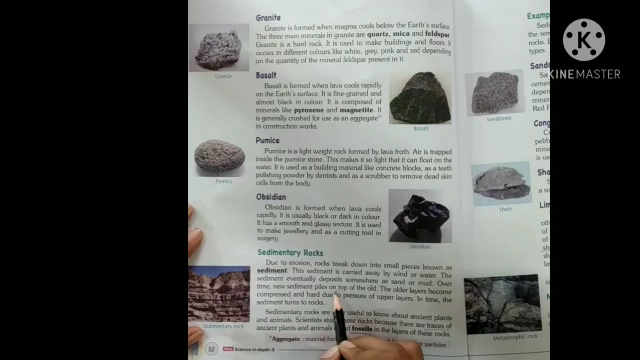 Granite
Granite is formed when magma cools below the Earth's surface.
The three main minerals in granite are quartz, mica and feldspar.
Granite is a hard rock. It is used to make buildings and floors. It
occurs in different colours like white, grey, pink and red depending
on the quantity of the mineral feldspar present in it.
Granite
Basalt
Basalt is formed when lava cools rapidly
on the Earth's surface. It is fine-grained and
almost black in colour. It is composed of
minerals like pyroxene and magnetite. It
is generally crushed for use as an aggregate*
in construction works.
Basalt
Pumice
Pumice is a light weight rock formed by lava froth. Air is trapped
inside the pumice stone. This makes it so light that it can float on the
water. It is used as a building material like concrete blocks, as a teeth
polishing powder by dentists and as a scrubber to remove dead skin
cells from the body.
Pumice
Obsidian
Obsidian is formed when lava cools
rapidly. It is usually black or dark in colour.
It has a smooth and glassy texture. It is
used to make jewellery and as a cutting tool in
surgery.
Obsidian
Sedimentary Rocks
Due to erosion, rocks break down into small pieces known as
sediment. This sediment is carried away by wind or water. The
sediment eventually deposits somewhere as sand or mud. Over
time, new sediment piles on top of the old. The older layers become
compressed and hard due to pressure of upper layers. In time, the
sediment turns to rocks.
Sedimentary rock
Sedimentary rocks are useful to know about ancient plants
and animals. Scientists study these rocks because there are traces of
ancient plants and animals fossils in the layers of these rocks.
*Aggregate : material particles
52 New Science in-depth-5
Sandstone
Shale
Metamorphic rock
KINEMASTER